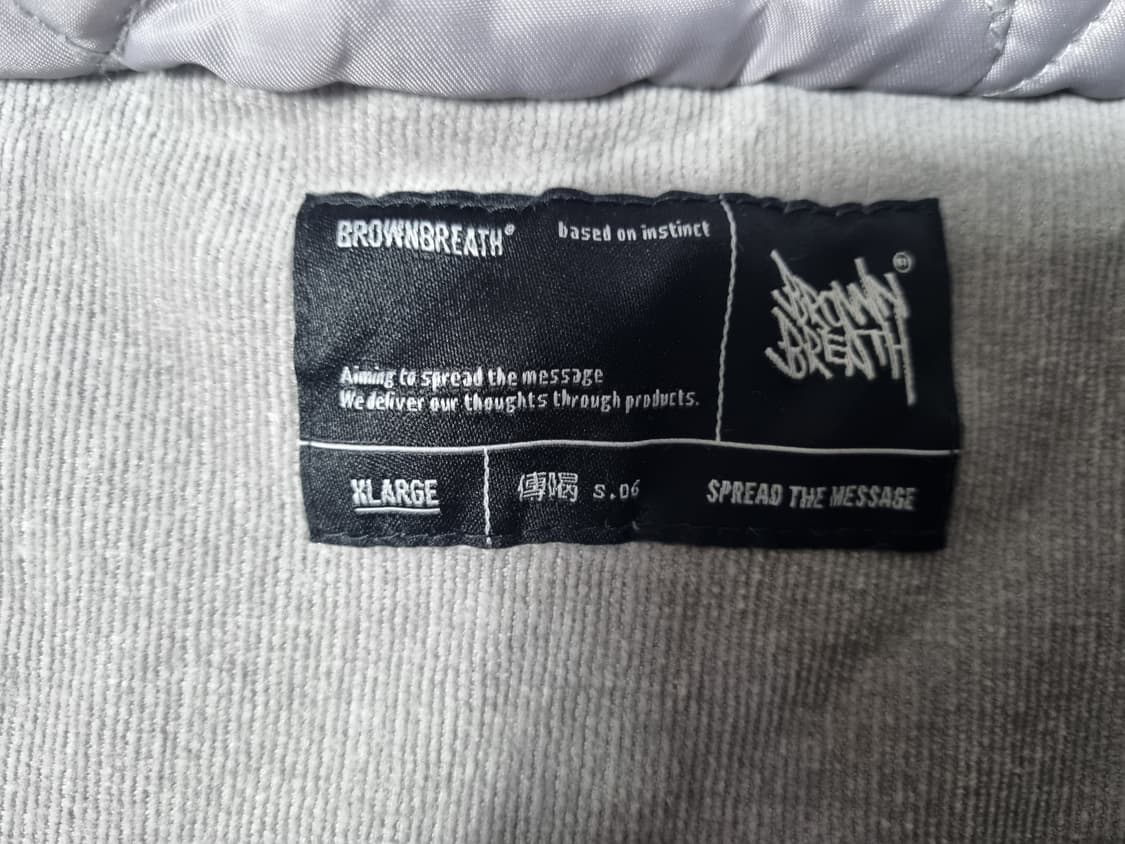 BROWNBREATH®
based on instinct
BROWN
BREATH
®
Aiming to spread the message
We deliver our thoughts through products.
XLARGE
傳喝 S.06
SPREAD THE MESSAGE